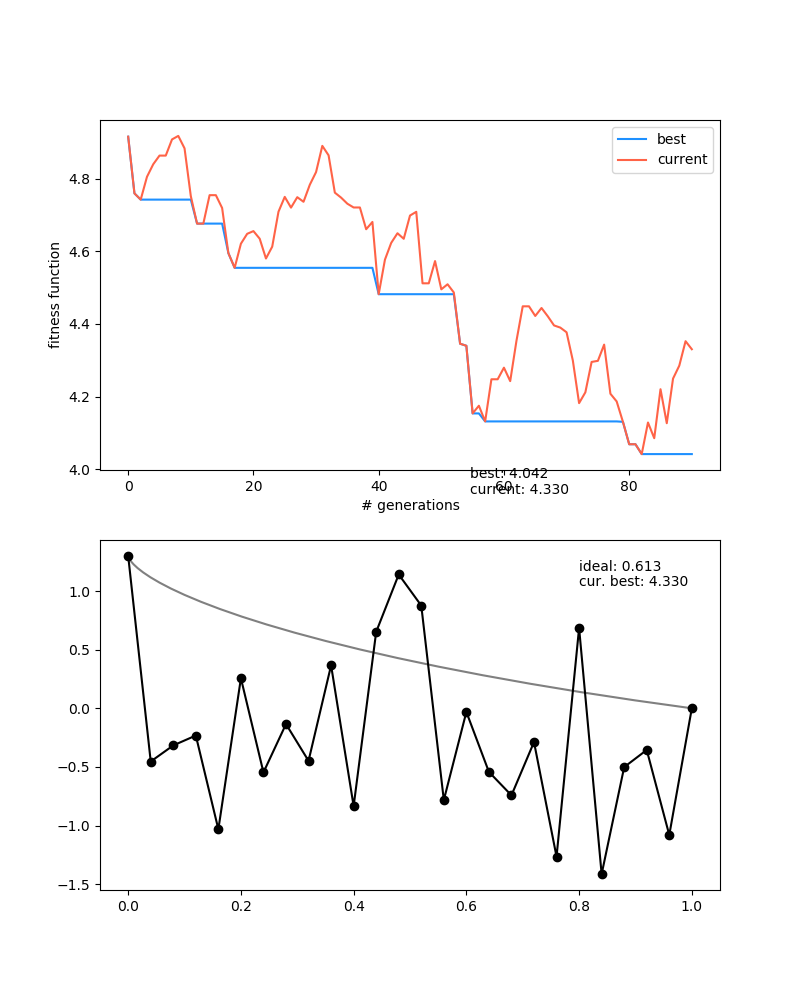 best
current
4.8
4.6
4.4
4.2
4.0
fitness function
0 20 40 60 80
best: 4.042
current: 4.330
# generations
ideal: 0.613
cur. best: 4.330
1.0
0.5
0.0
−0.5
−1.0
−1.5
0.0 0.2 0.4 0.6 0.8 1.0